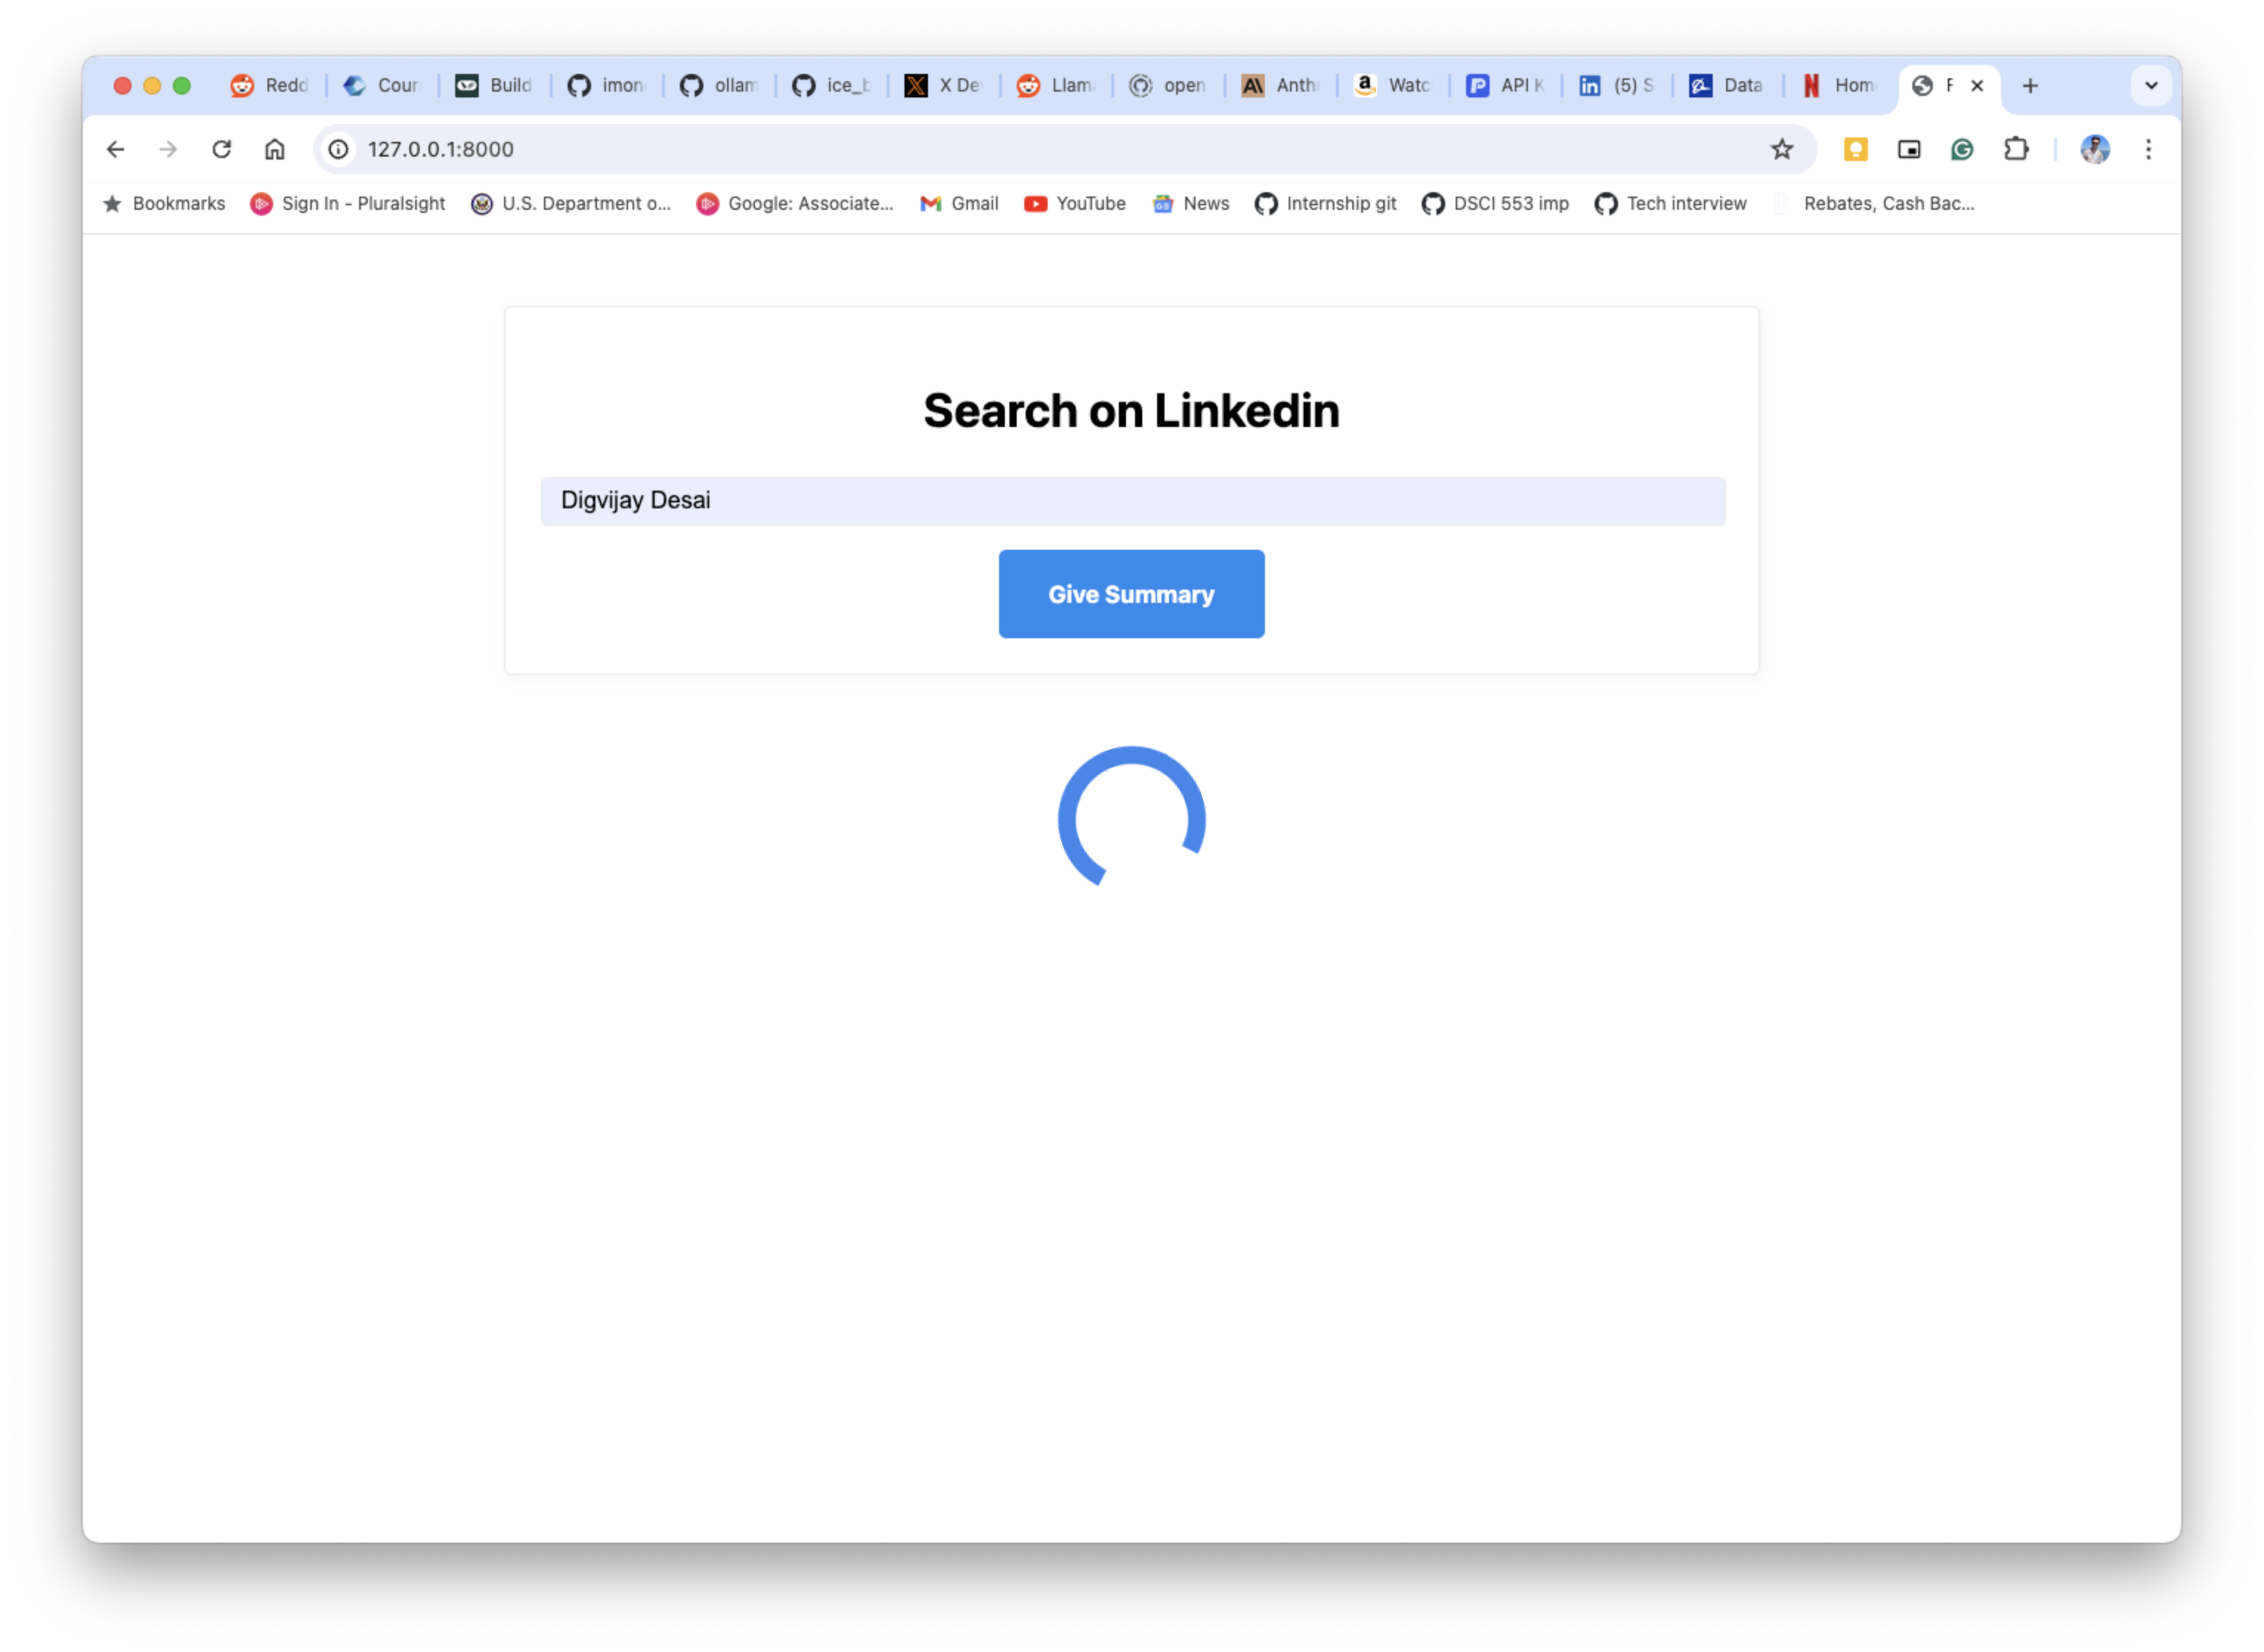 Redd Cour Build imon ollam ice_b X De Llam open Anth Watc API K (5) S Data Hom F
127.0.0.1:8000
Bookmarks Sign In - Pluralsight U.S. Department o... Google: Associate... Gmail YouTube News Internship git DSCI 553 imp Tech interview Rebates, Cash Bac...
Search on Linkedin
Digvijay Desai
Give Summary